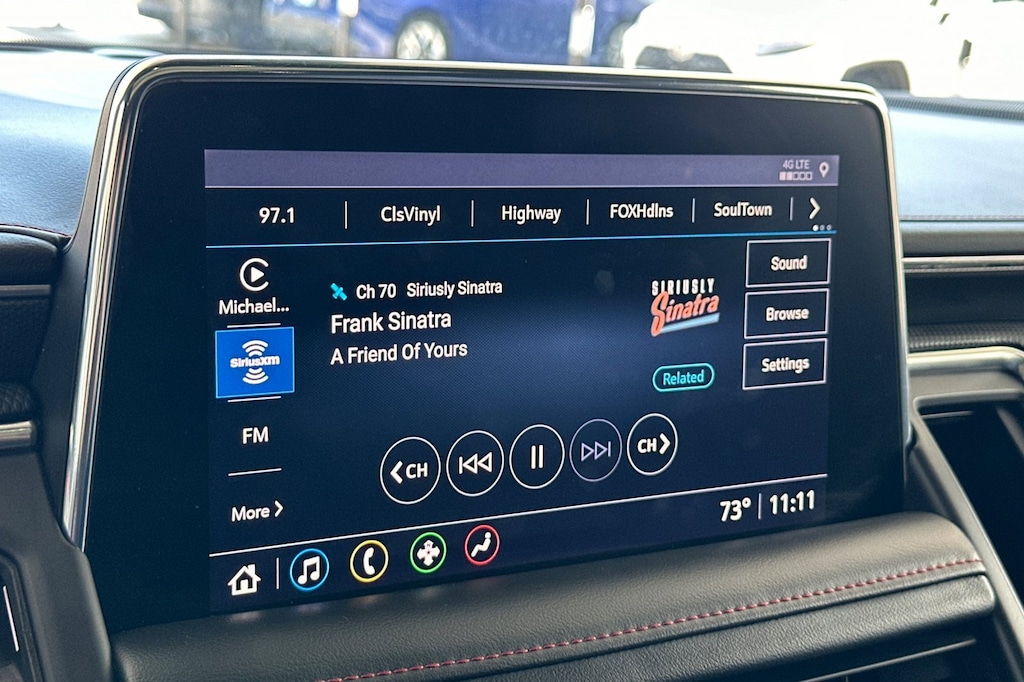 4G LTE
97.1 ClsVinyl Highway FOXHdlns SoulTown
Michael...
Ch 70 Siriusly Sinatra
SIRIUSLY
Sinatra
Sound
Frank Sinatra
Browse
SiriusXM
A Friend Of Yours
Related
Settings
FM
CH
CH
More
73° 11:11